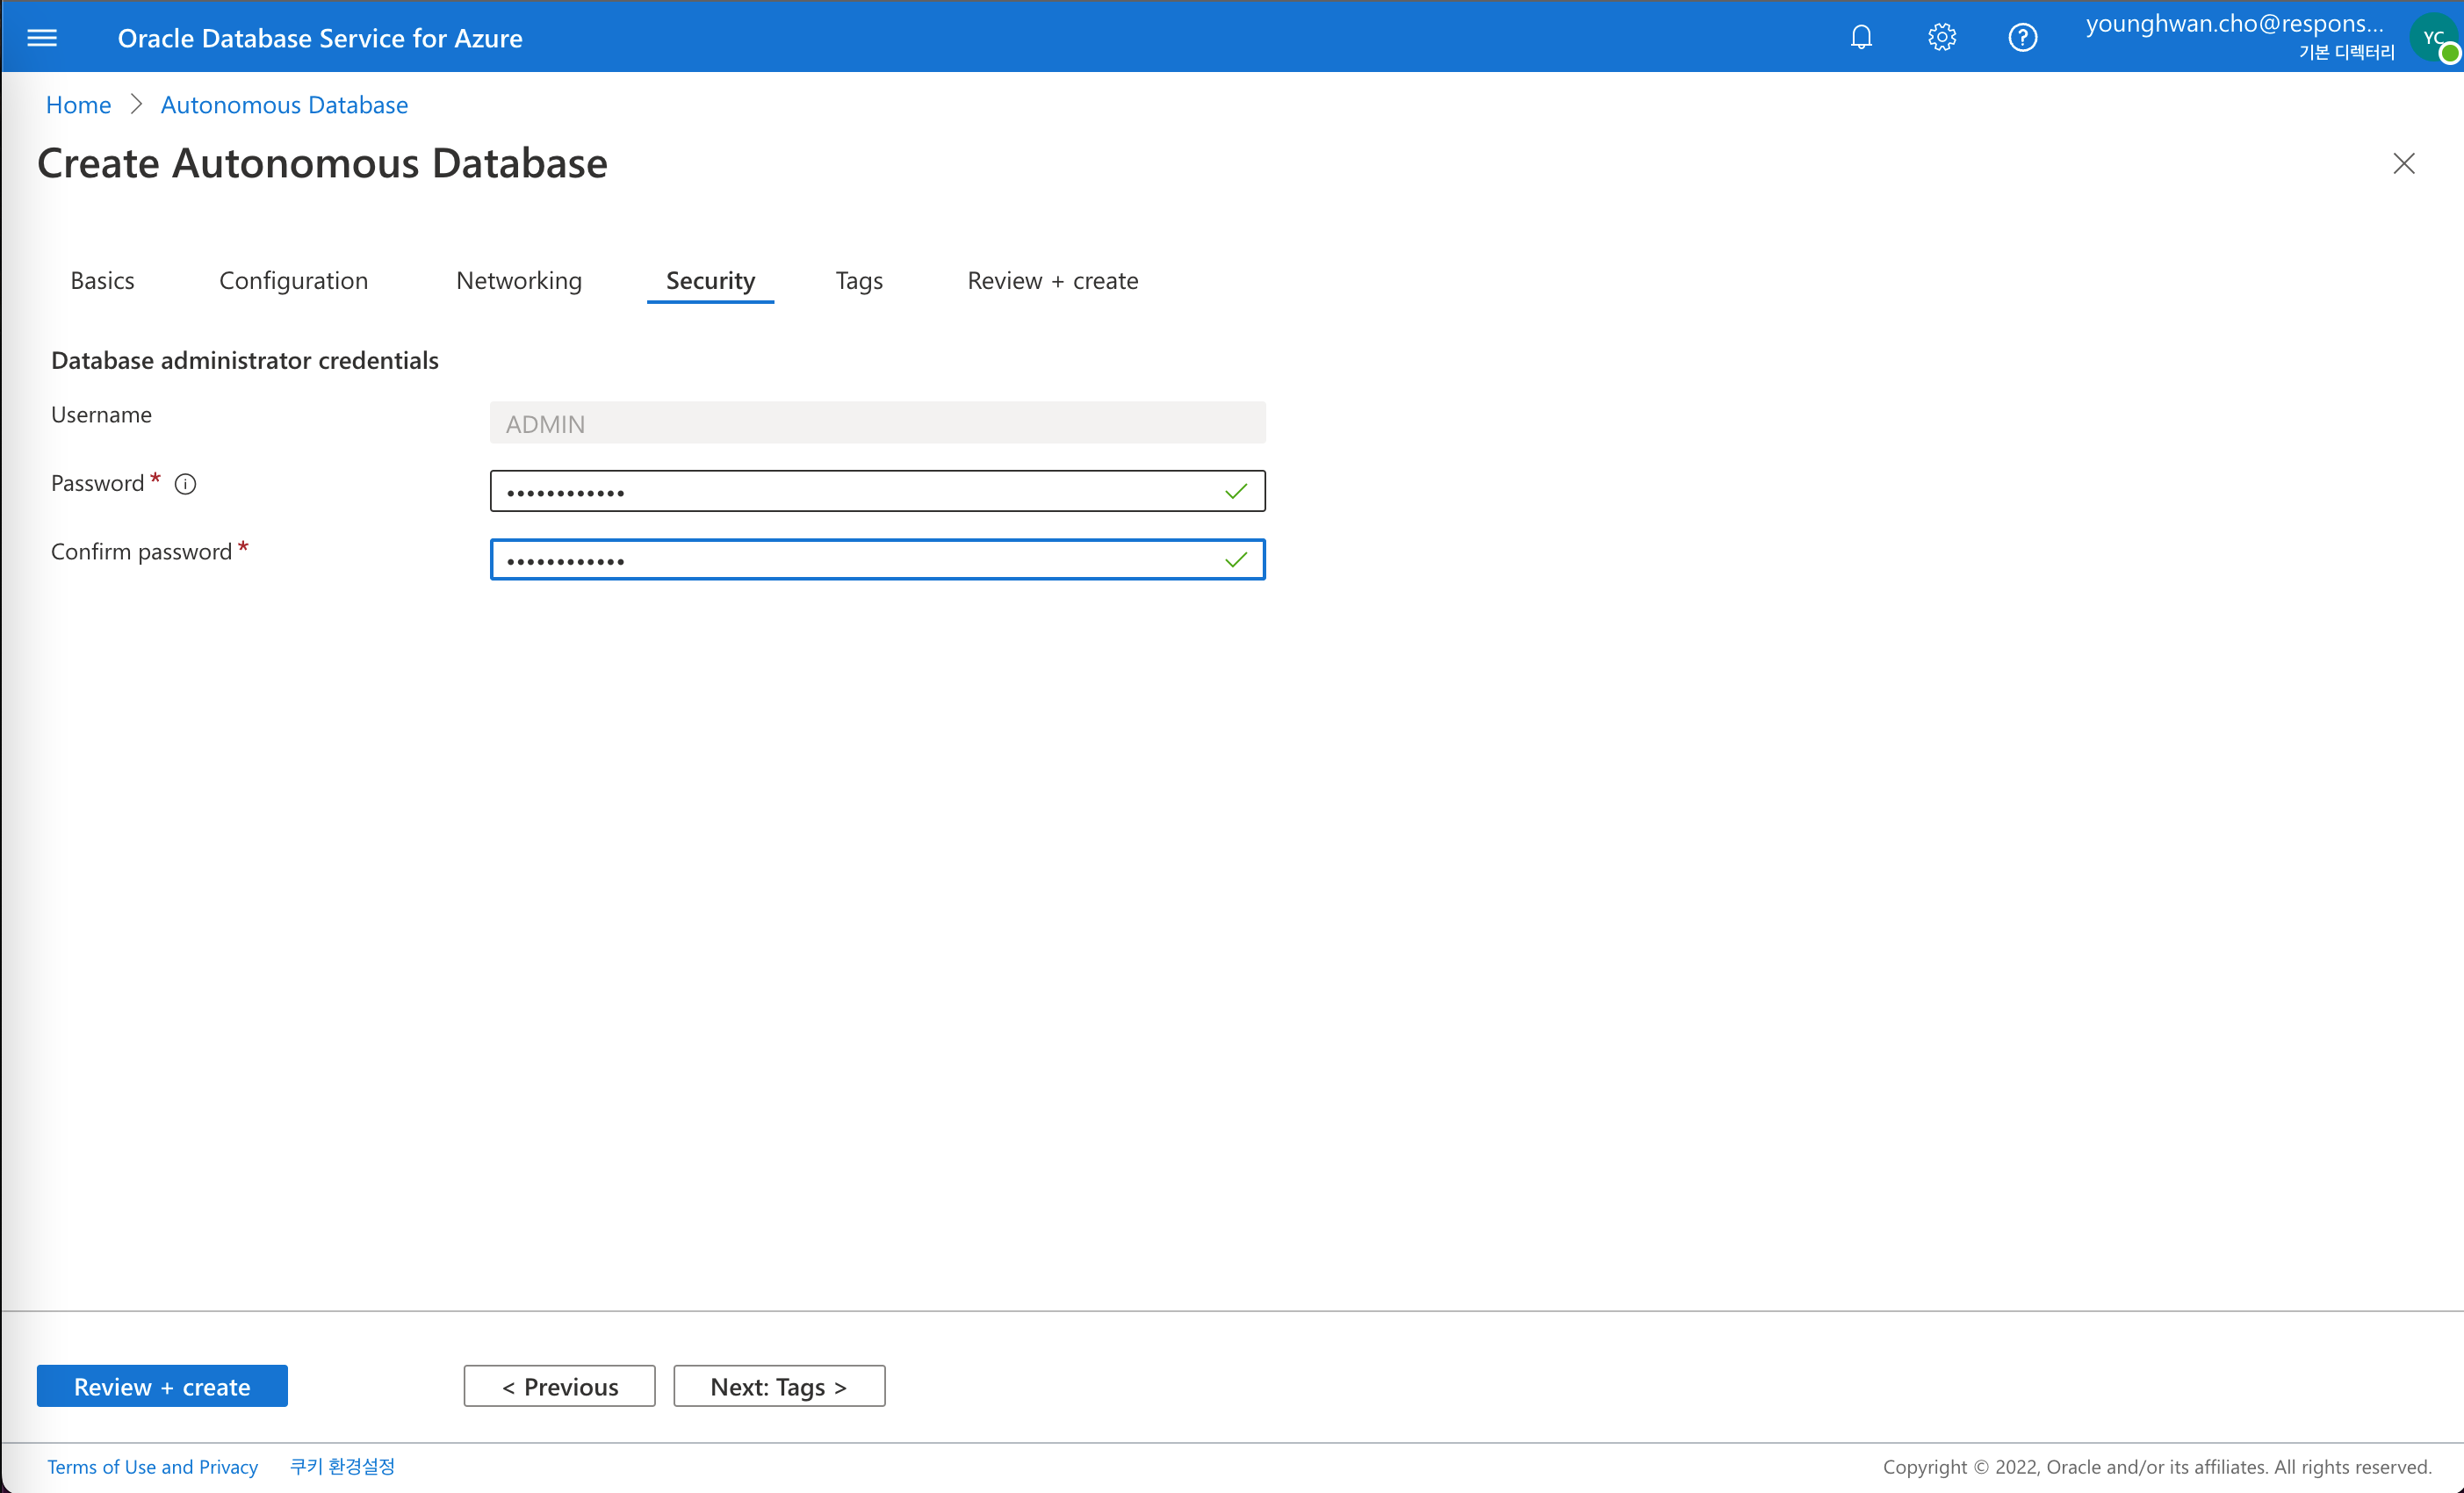 Oracle Database Service for Azure
younghwan.cho@respons...
기본 디렉터리
YC
Home > Autonomous Database
Create Autonomous Database
Basics Configuration Networking Security Tags Review + create
Database administrator credentials
Username
ADMIN
Password *
••••••••••••
Confirm password *
••••••••••••
Review + create
< Previous
Next: Tags >
Terms of Use and Privacy 쿠키 환경설정
Copyright © 2022, Oracle and/or its affiliates. All rights reserved.